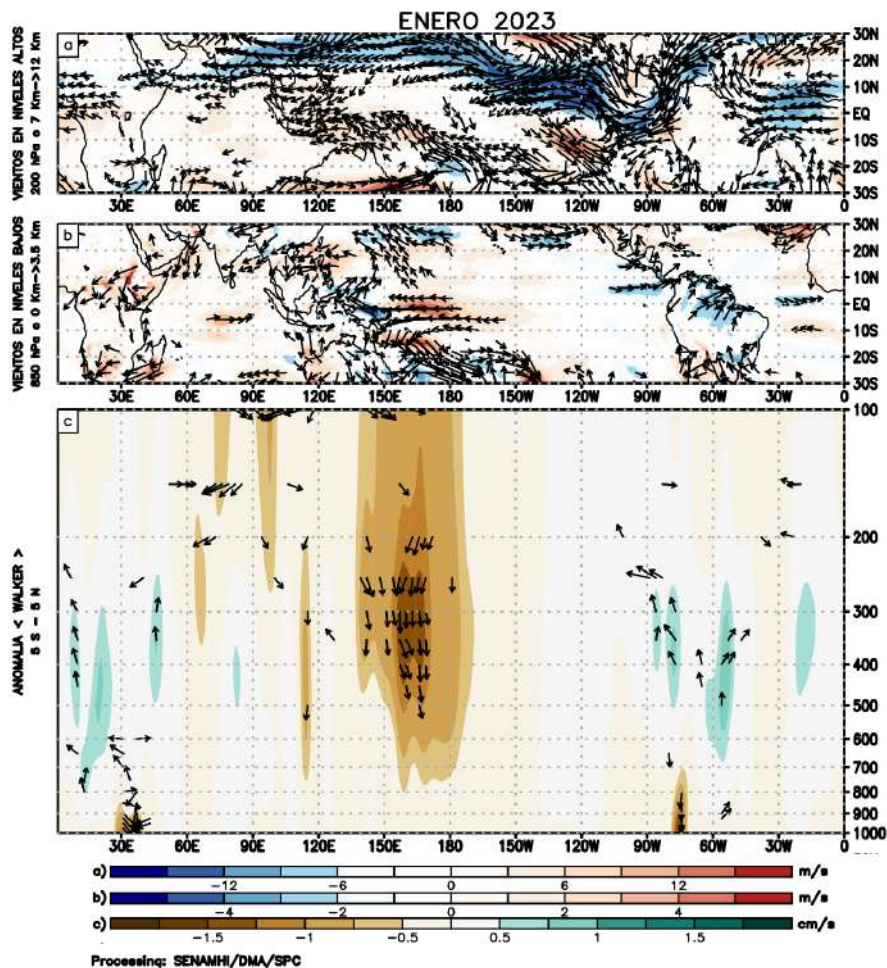 ENERO 2023
VIENTOS EN NIVELES ALTOS
200 hPa o 7 Km->12 Km
a
30N
20N
10N
EQ
10S
20S
30S
30E 60E 90E 120E 150E 180 150W 120W 90W 60W 30W 0
VIENTOS EN NIVELES BAJOS
850 hPa o 0 Km->3.5 Km
b
30N
20N
10N
EQ
10S
20S
30S
30E 60E 90E 120E 150E 180 150W 120W 90W 60W 30W 0
ANOMALIA < WALKER >
5 S - 5 N
c
100
200
300
400
500
600
700
800
900
1000
30E 60E 90E 120E 150E 180 150W 120W 90W 60W 30W 0
a) -12 -6 0 6 12 m/s
b) -4 -2 0 2 4 m/s
c) -1.5 -1 -0.5 0.5 1 1.5 cm/s
Processing: SENAMHI/DMA/SPC